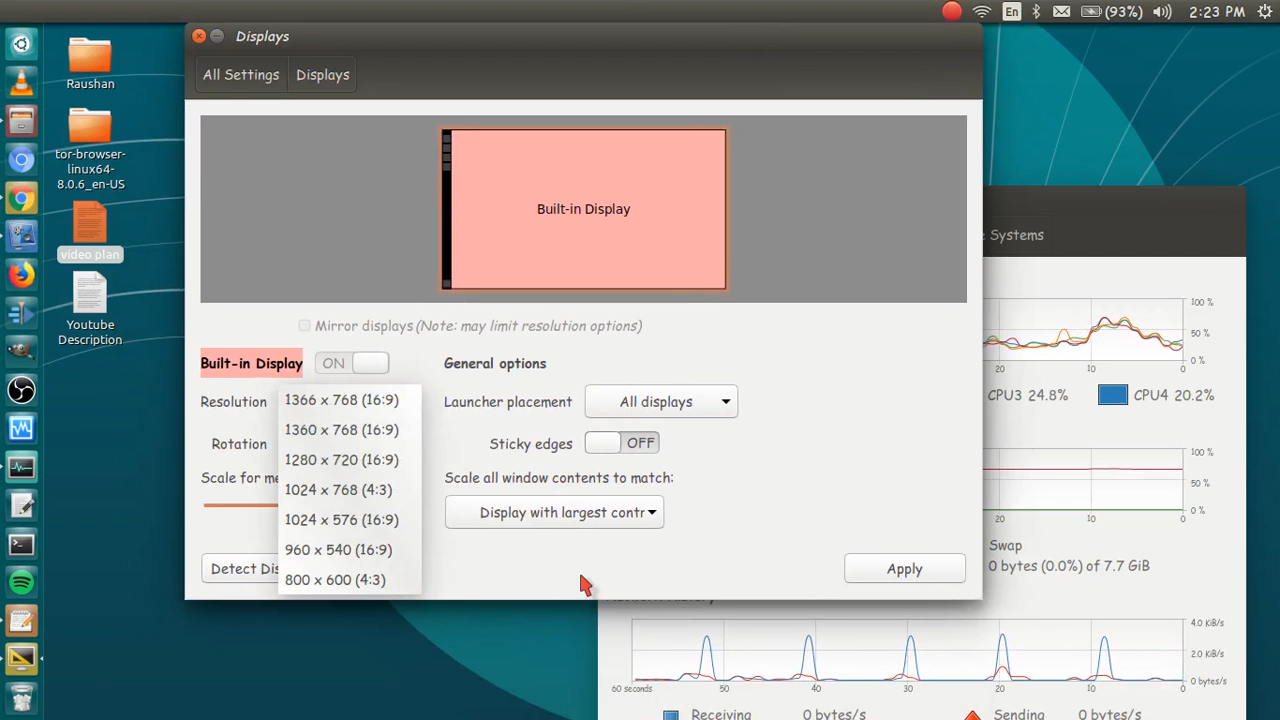 En
(93%)
2:23 PM
Displays
All Settings
Displays
Raushan
tor-browser-
linux64-
8.0.6_en-US
video plan
Youtube
Description
Built-in Display
Mirror displays (Note: may limit resolution options)
Built-in Display
ON
Resolution
1366 x 768 (16:9)
1360 x 768 (16:9)
1280 x 720 (16:9)
1024 x 768 (4:3)
1024 x 576 (16:9)
960 x 540 (16:9)
800 x 600 (4:3)
Rotation
Scale for me
Detect Dis
General options
Launcher placement
All displays
Sticky edges
OFF
Scale all window contents to match:
Display with largest contr
Apply
Systems
100 %
50 %
0 %
20
10
0
CPU3 24.8%
CPU4 20.2%
100 %
50 %
0 %
20
10
0
Swap
0 bytes (0.0%) of 7.7 GiB
4.0 KiB/s
2.0 KiB/s
0 bytes/s
60 seconds
50
40
30
20
10
0
Receiving
0 bytes/s
Sending
0 bytes/s